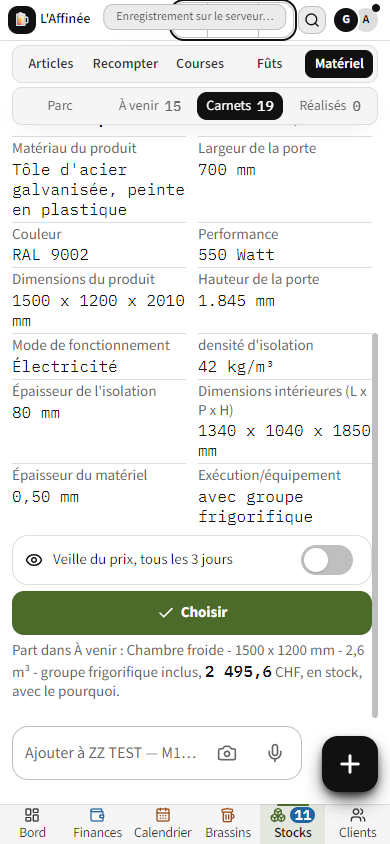 L'Affinée
Enregistrement sur le serveur…
G
A
Articles
Recompter
Courses
Fûts
Matériel
Parc
À venir 15
Carnets 19
Réalisés 0
Matériau du produit
Tôle d'acier
galvanisée, peinte
en plastique
Largeur de la porte
700 mm
Couleur
RAL 9002
Performance
550 Watt
Dimensions du produit
1500 x 1200 x 2010
mm
Hauteur de la porte
1.845 mm
Mode de fonctionnement
Électricité
densité d'isolation
42 kg/m³
Épaisseur de l'isolation
80 mm
Dimensions intérieures (L x
P x H)
1340 x 1040 x 1850
mm
Épaisseur du matériel
0,50 mm
Exécution/équipement
avec groupe
frigorifique
Veille du prix, tous les 3 jours
Choisir
Part dans À venir : Chambre froide - 1500 x 1200 mm - 2,6
m³ - groupe frigorifique inclus, 2 495,6 CHF, en stock,
avec le pourquoi.
Ajouter à ZZ TEST — M1…
Bord
Finances
Calendrier
Brassins
11
Stocks
Clients